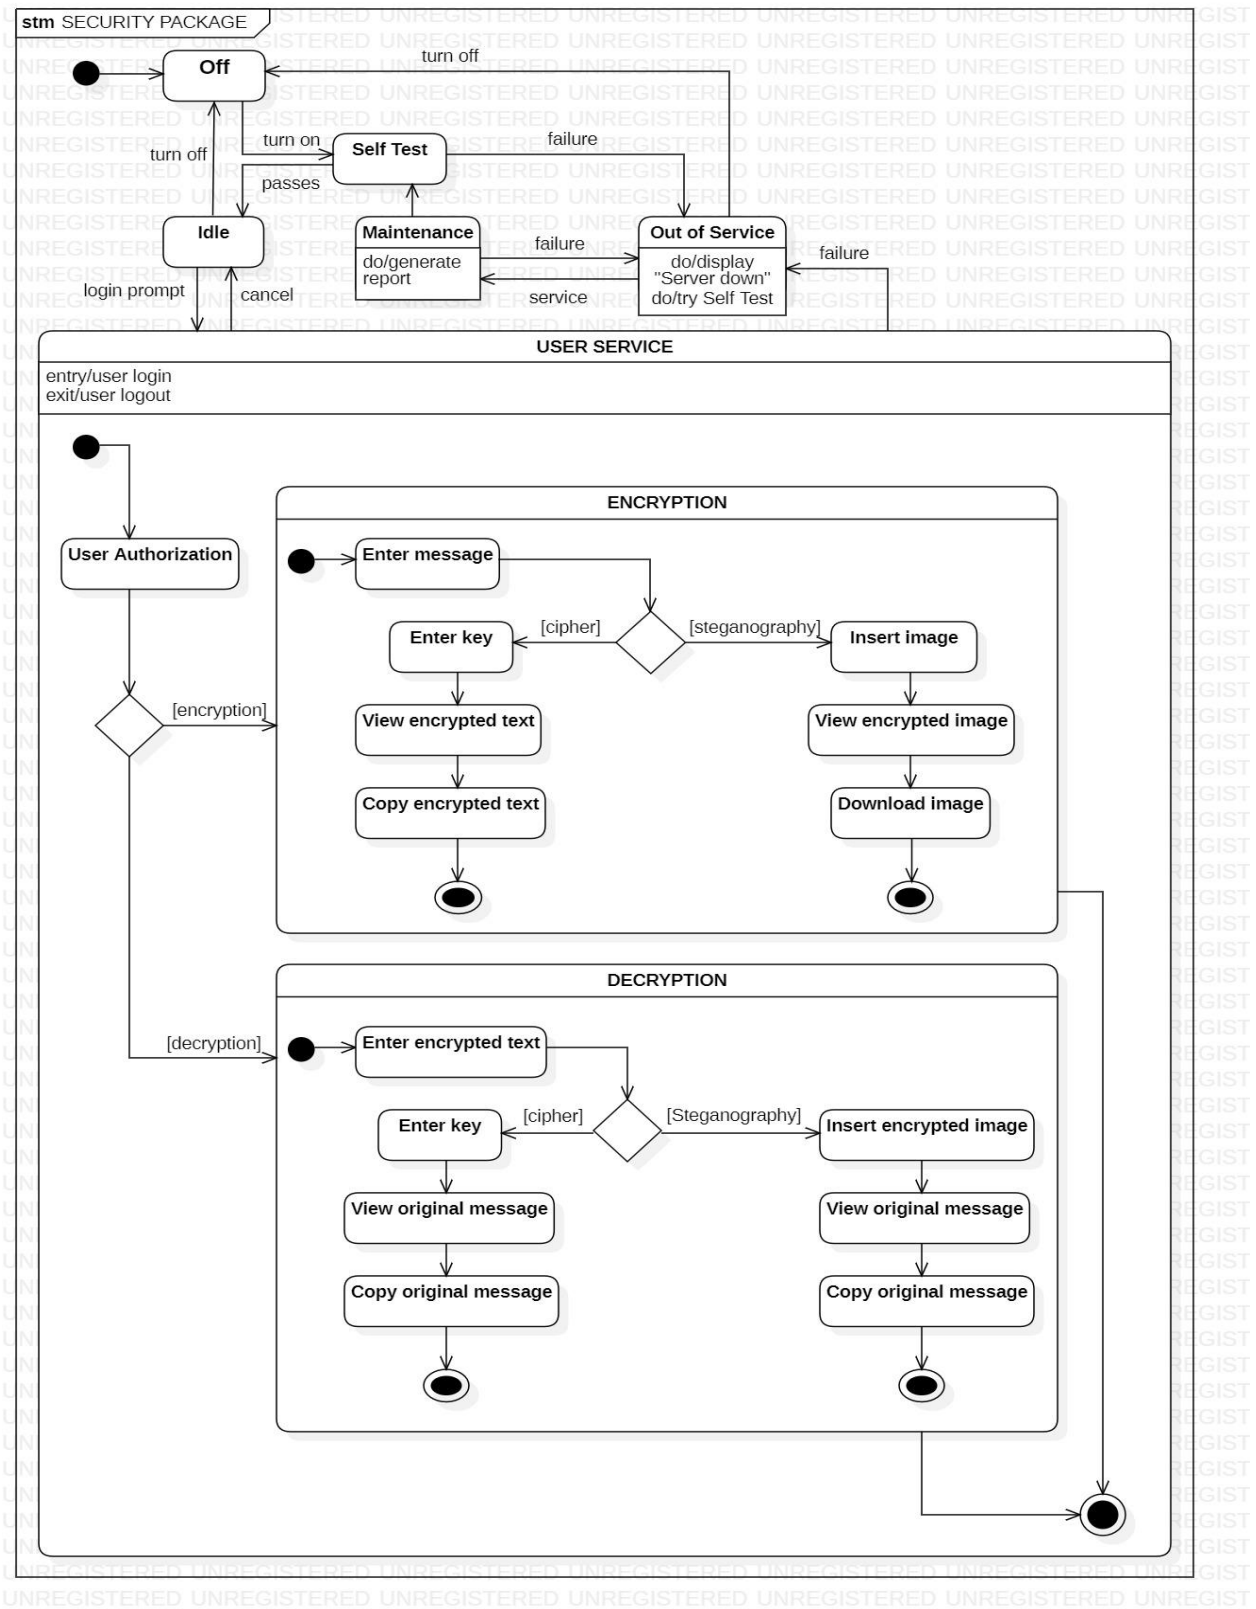 stm SECURITY PACKAGE
turn off
Off
turn on
Self Test
failure
turn off
passes
Idle
Maintenance
do/generate
report
failure
service
Out of Service
do/display
"Server down"
do/try Self Test
failure
login prompt
cancel
USER SERVICE
entry/user login
exit/user logout
User Authorization
[encryption]
[decryption]
ENCRYPTION
Enter message
[cipher]
[steganography]
Enter key
Insert image
View encrypted text
View encrypted image
Copy encrypted text
Download image
DECRYPTION
Enter encrypted text
[cipher]
[Steganography]
Enter key
Insert encrypted image
View original message
View original message
Copy original message
Copy original message
UNREGISTERED